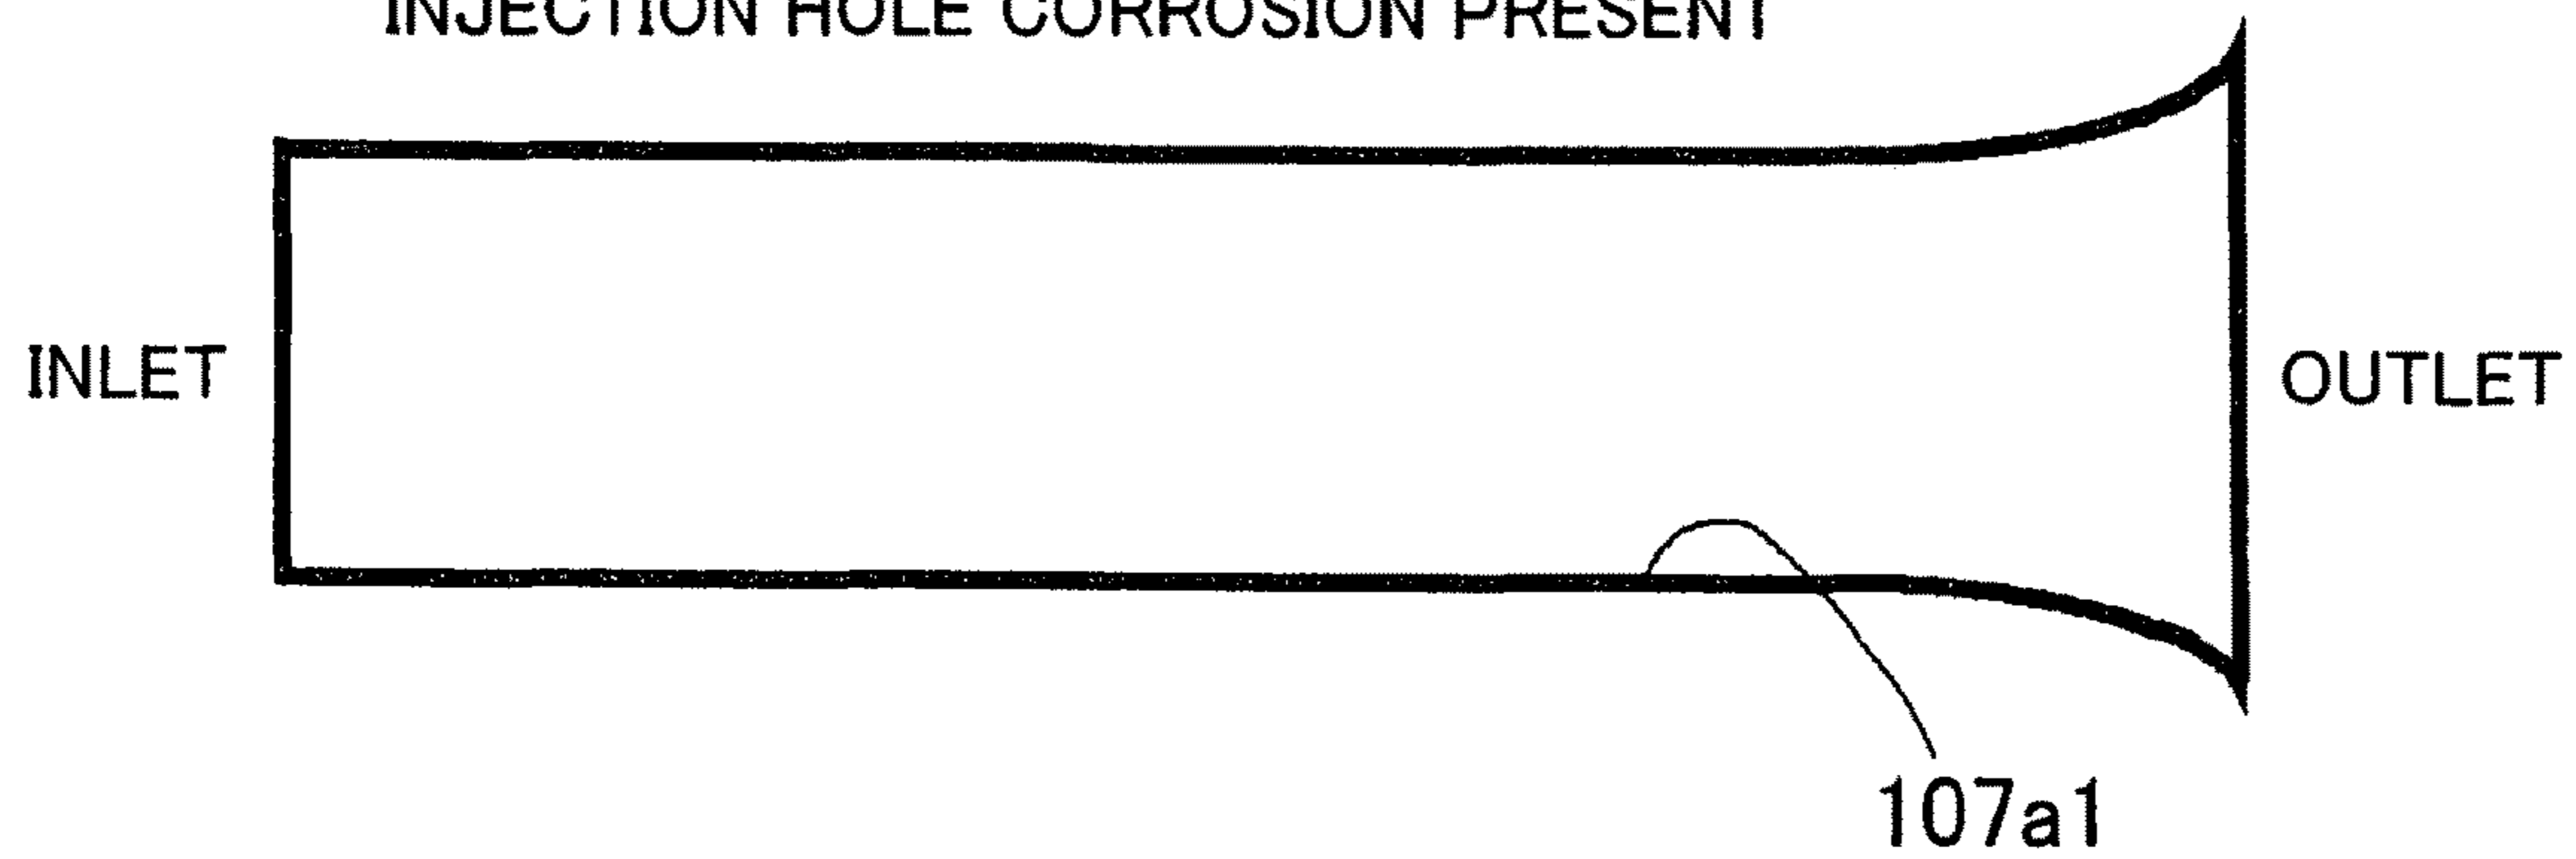 INJECTION HOLE CORROSION PRESENT
INLET
OUTLET
107a1